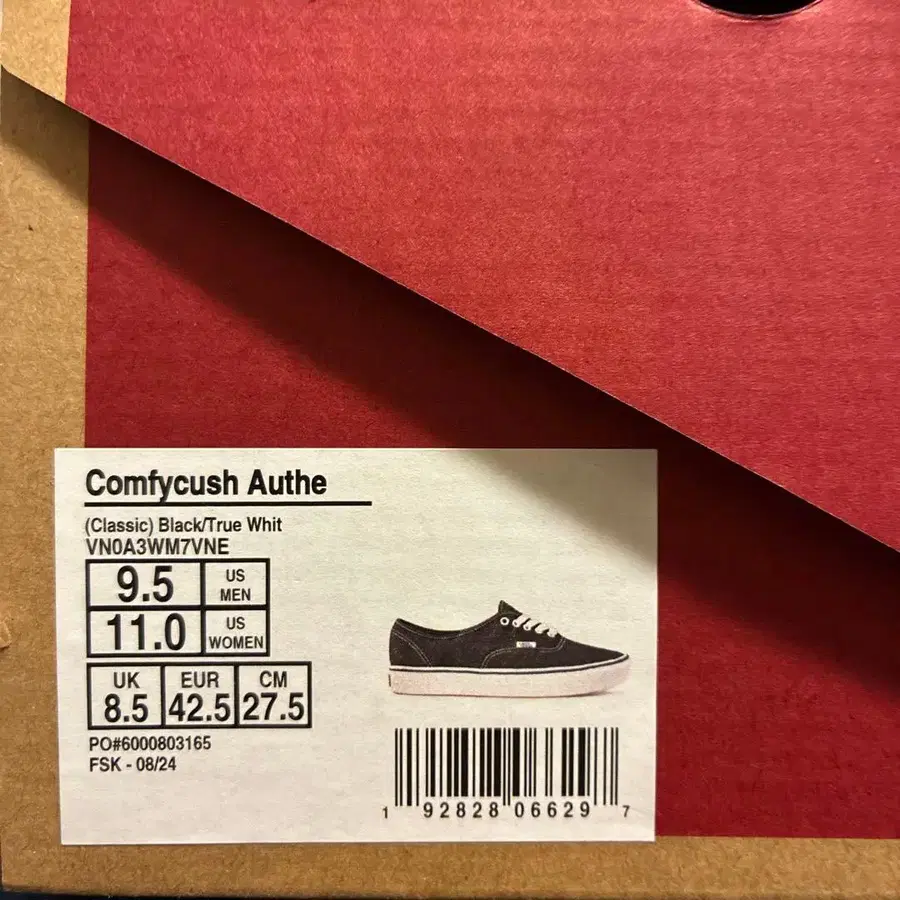 Comfycush Authe
(Classic) Black/True Whit
VN0A3WM7VNE
9.5 US MEN
11.0 US WOMEN
UK EUR CM
8.5 42.5 27.5
PO#6000803165
FSK - 08/24
1 92828 06629 7